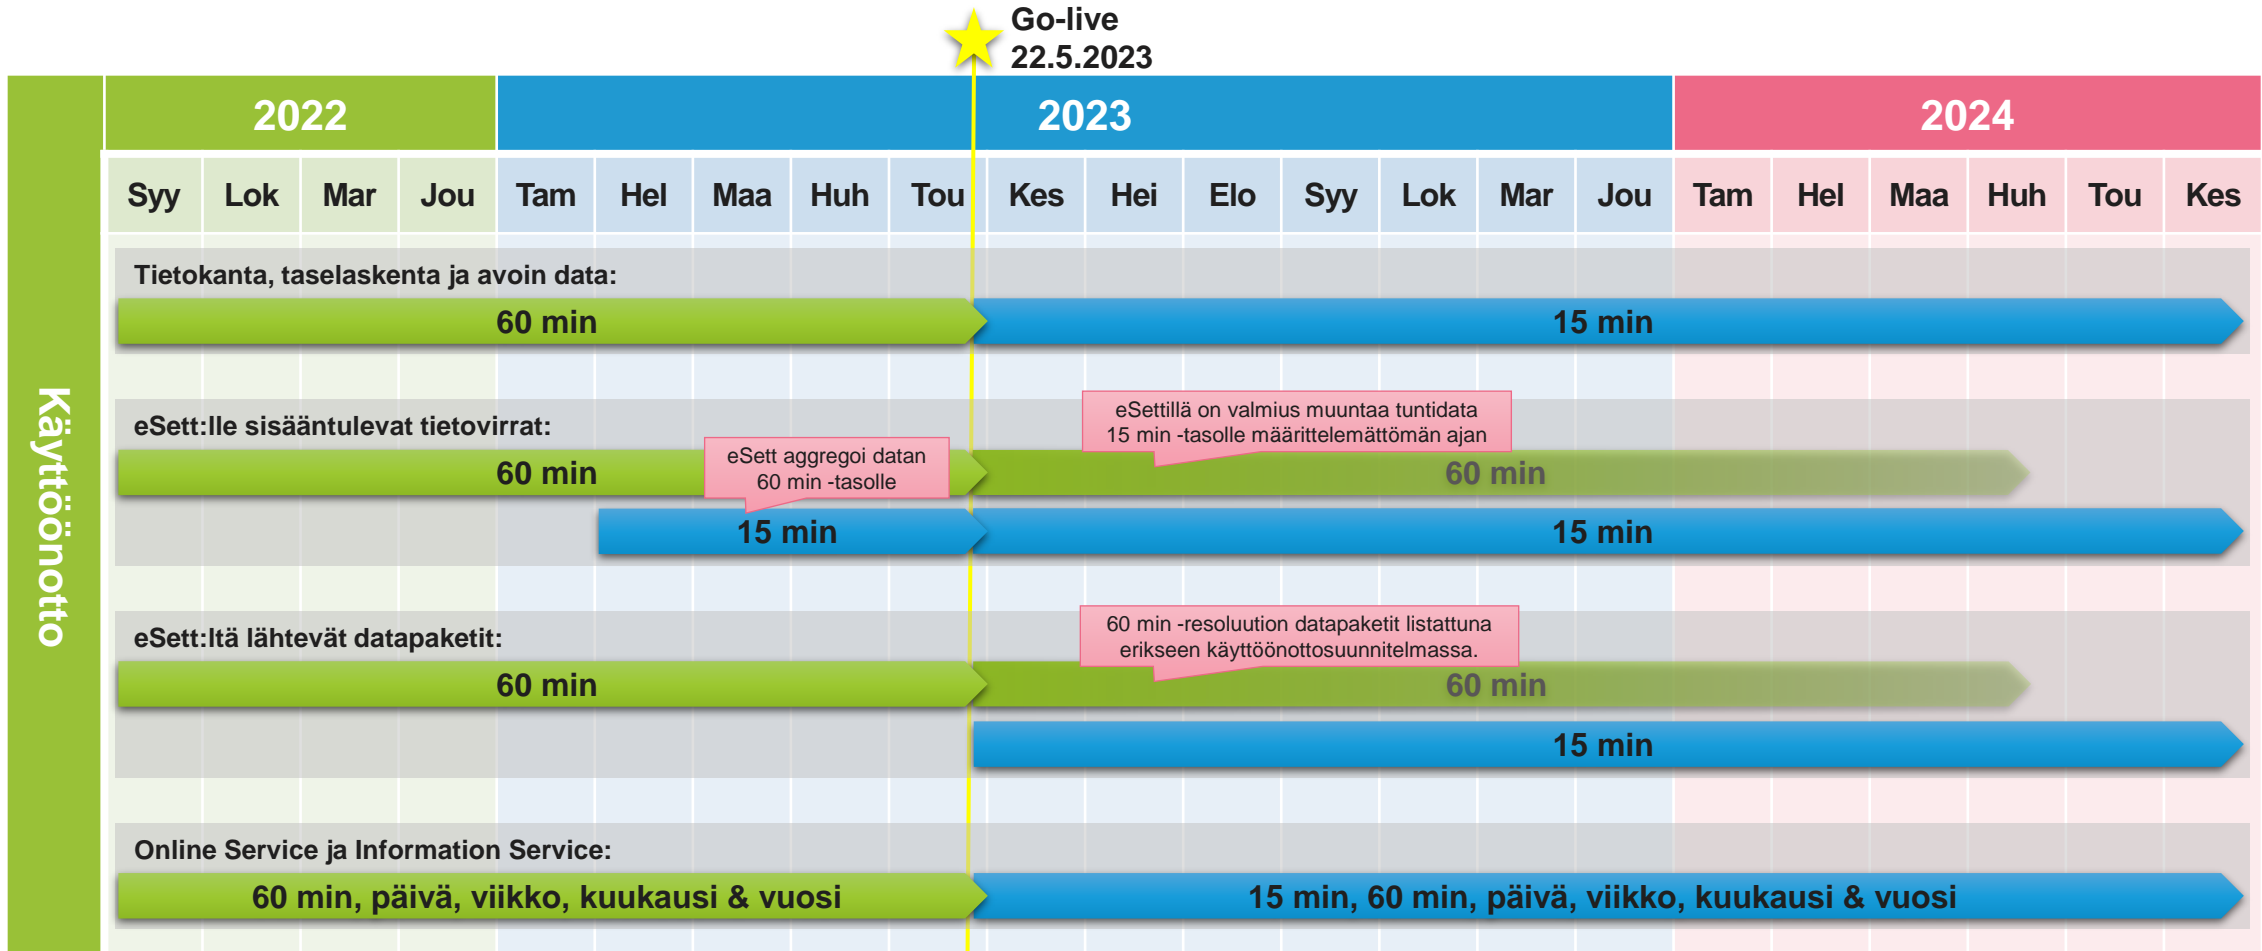 Go-live
22.5.2023
2022
2023
2024
Syy Lok Mar Jou Tam Hel Maa Huh Tou Kes Hei Elo Syy Lok Mar Jou Tam Hel Maa Huh Tou Kes
Käyttöönotto
Tietokanta, taselaskenta ja avoin data:
60 min
15 min
eSett:lle sisääntulevat tietovirrat:
eSettillä on valmius muuntaa tuntidata
15 min -tasolle määrittelemättömän ajan
eSett aggregoi datan
60 min -tasolle
60 min
60 min
15 min
15 min
eSett:ltä lähtevät datapaketit:
60 min -resoluution datapaketit listattuna
erikseen käyttöönottosuunnitelmassa.
60 min
60 min
15 min
Online Service ja Information Service:
60 min, päivä, viikko, kuukausi & vuosi
15 min, 60 min, päivä, viikko, kuukausi & vuosi